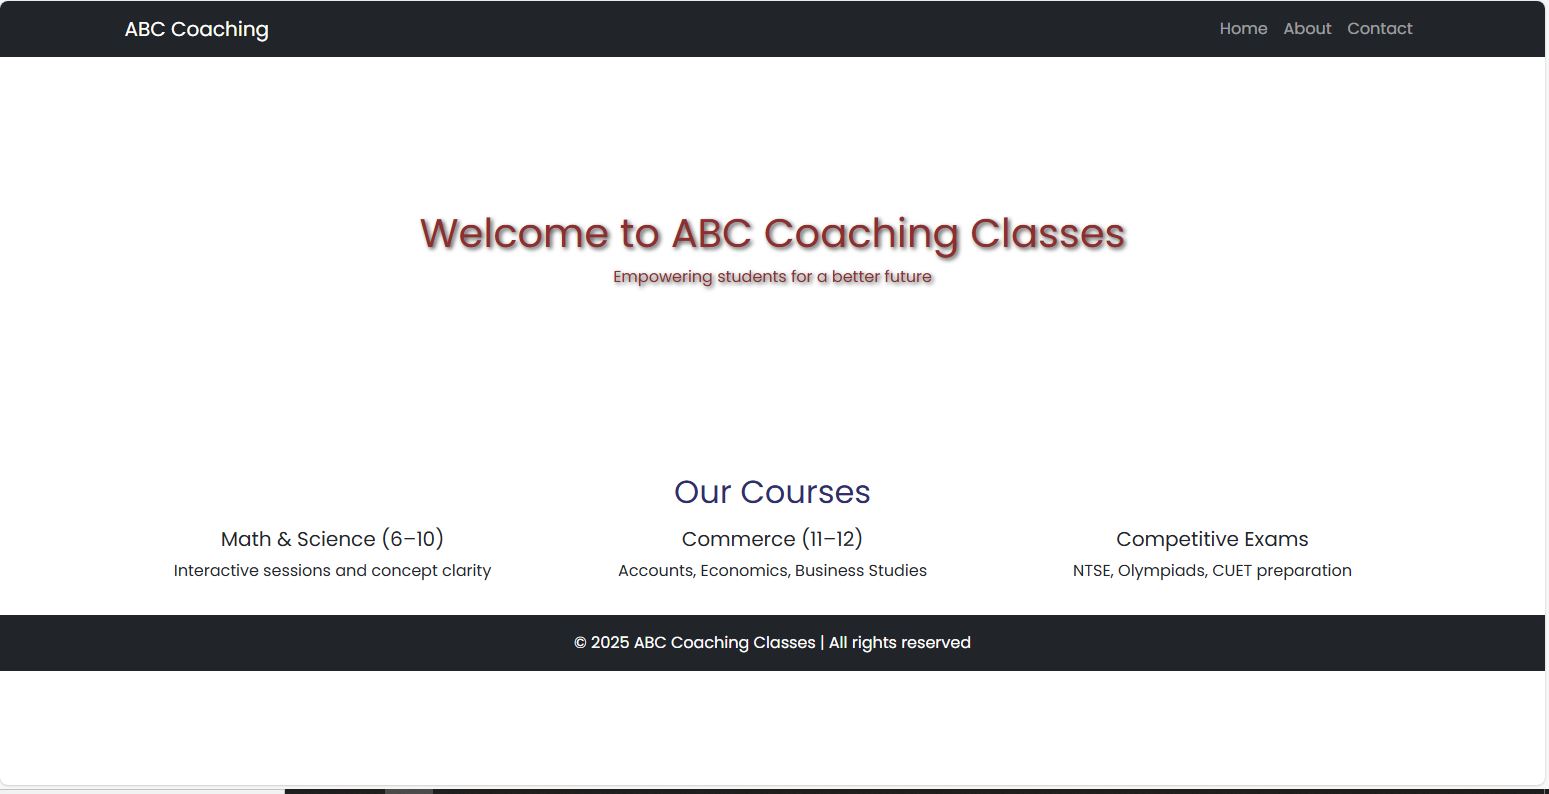 ABC Coaching
Home About Contact
Welcome to ABC Coaching Classes
Empowering students for a better future
Our Courses
Math & Science (6–10)
Interactive sessions and concept clarity
Commerce (11–12)
Accounts, Economics, Business Studies
Competitive Exams
NTSE, Olympiads, CUET preparation
© 2025 ABC Coaching Classes | All rights reserved